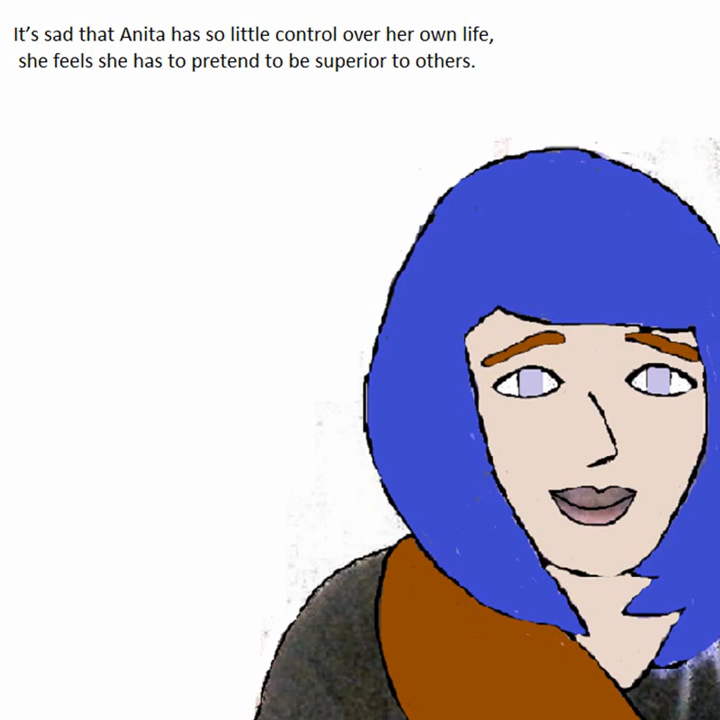 It’s sad that Anita has so little control over her own life,
she feels she has to pretend to be superior to others.